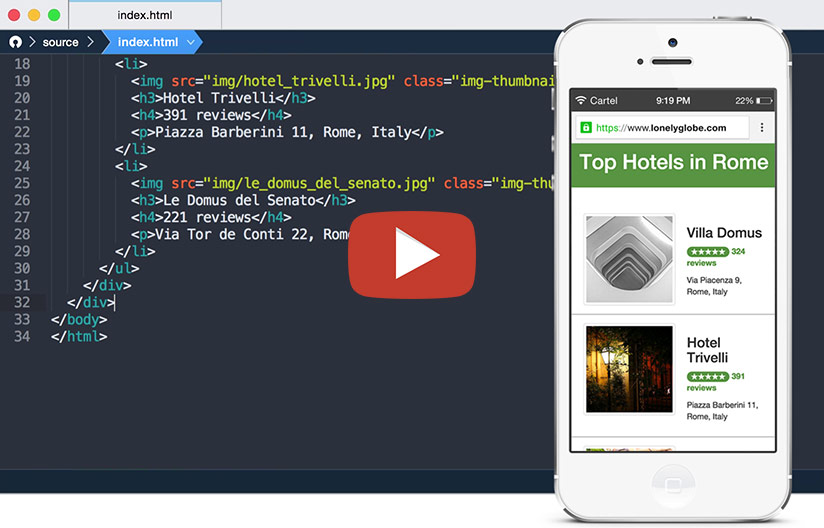 index.html
source
index.html
18 <li>
19 <img src="img/hotel_trivelli.jpg" class="img-thumbnai
20 <h3>Hotel Trivelli</h3>
21 <h4>391 reviews</h4>
22 <p>Piazza Barberini 11, Rome, Italy</p>
23 </li>
24 <li>
25 <img src="img/le_domus_del_senato.jpg" class="img-thu
26 <h3>Le Domus del Senato</h3>
27 <h4>221 reviews</h4>
28 <p>Via Tor de Conti 22, Rome
29 </li>
30 </ul>
31 </div>
32 </div>
33 </body>
34 </html>
Cartel 9:19 PM 22%
https://www.lonelyglobe.com
Top Hotels in Rome
Villa Domus
324
reviews
Via Piacenza 9,
Rome, Italy
Hotel
Trivelli
391
reviews
Piazza Barberini 11,
Rome, Italy